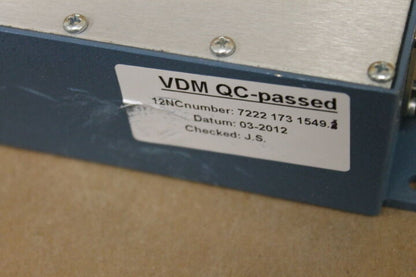 VDM QC-passed
12NCnumber: 7222 173 1549.
Datum: 03-2012
Checked: J.S.